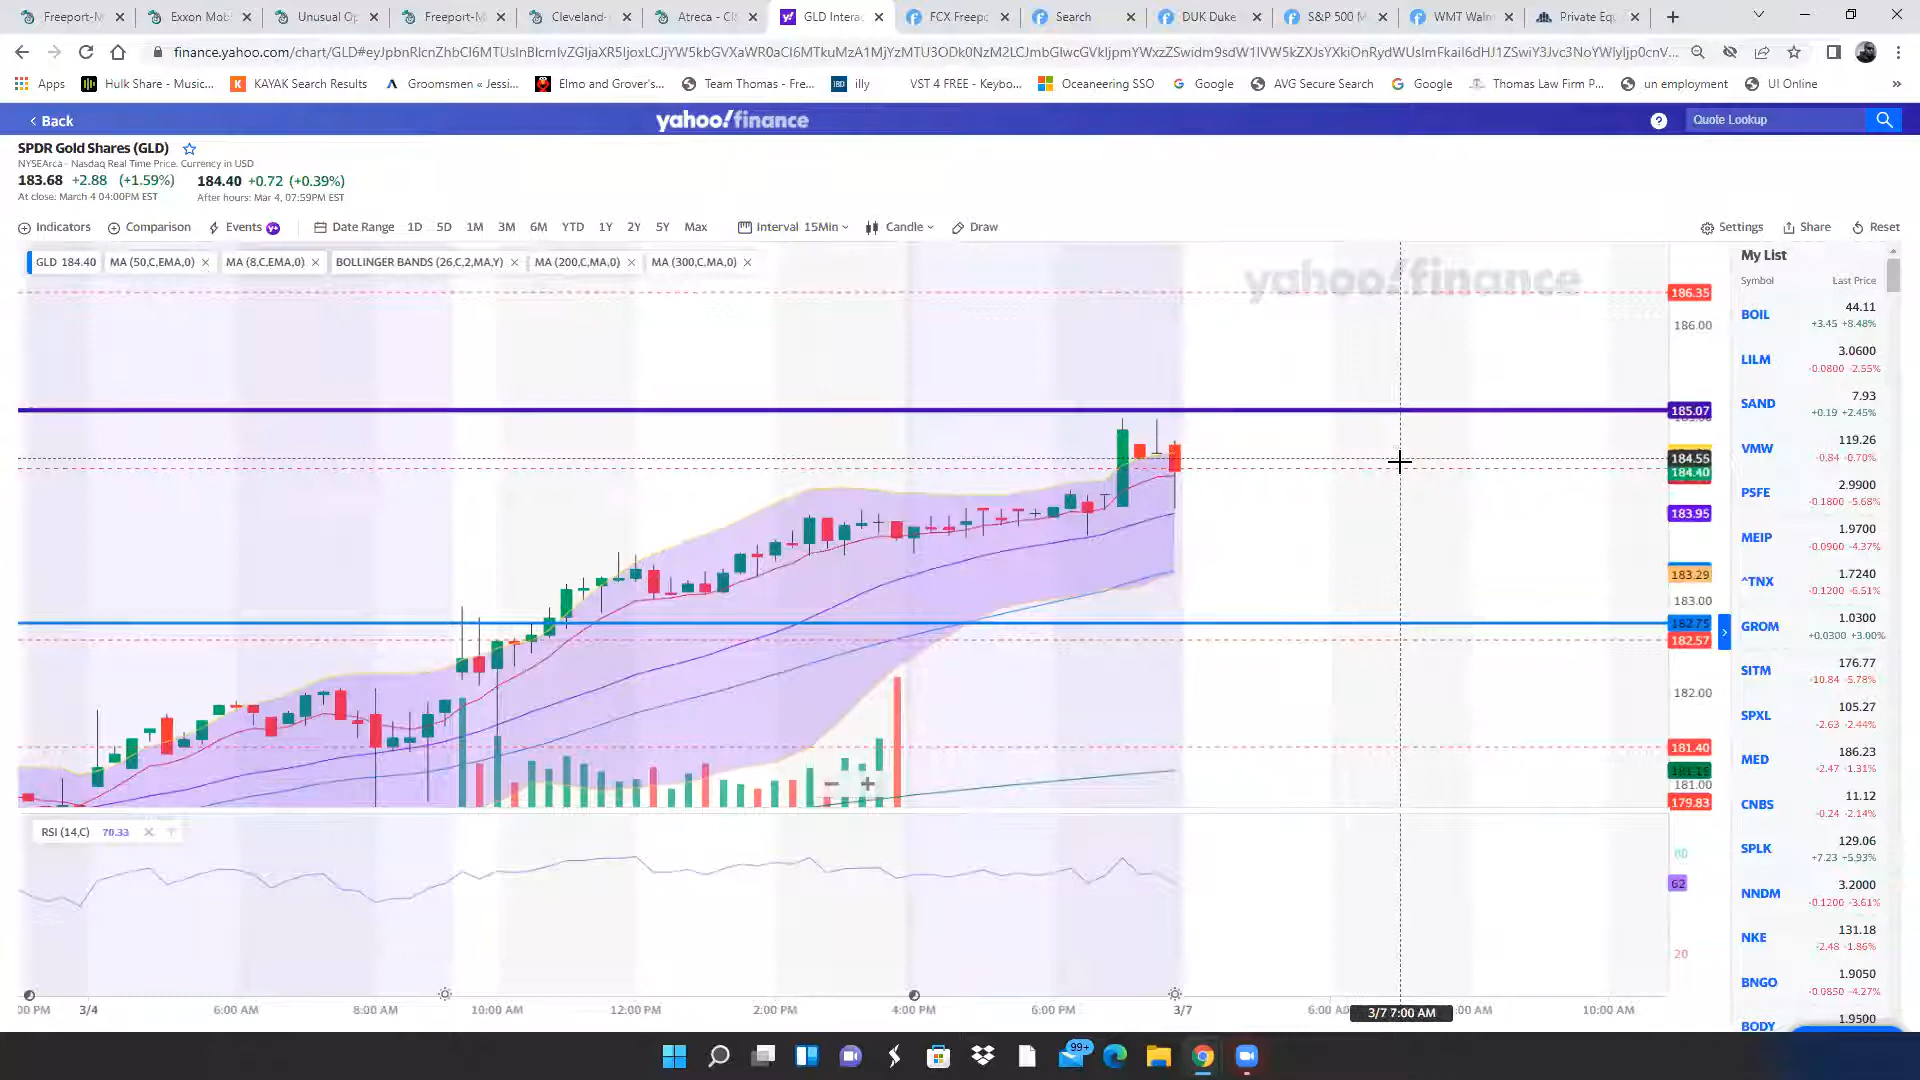 Freeport-M
Exxon Mob
Unusual Op
Freeport-M
Cleveland-
Atreca - Cl
GLD Interac
FCX Freepo
Search
DUK Duke
S&P 500 M
WMT Walm
Private Equ
Apps
Hulk Share - Music...
KAYAK Search Results
Groomsmen « Jessi...
Elmo and Grover's...
Team Thomas - Fre...
illy
VST 4 FREE - Keybo...
Oceaneering SSO
Google
AVG Secure Search
Google
Thomas Law Firm P...
un employment
UI Online
»
Back
yahoo!finance
Quote Lookup
SPDR Gold Shares (GLD)
NYSEArca - Nasdaq Real Time Price. Currency in USD
183.68 +2.88 (+1.59%) 184.40 +0.72 (+0.39%)
At close: March 4 04:00PM EST After hours: Mar 4, 07:59PM EST
Indicators Comparison Events Date Range 1D 5D 1M 3M 6M YTD 1Y 2Y 5Y Max Interval 15Min Candle Draw Settings Share Reset
GLD 184.40 MA (50,C,EMA,0) MA (8,C,EMA,0) BOLLINGER BANDS (26,C,2,MA,Y) MA (200,C,MA,0) MA (300,C,MA,0)
yahoo!finance
186.35
186.00
185.07
184.55
184.40
183.95
183.29
183.00
182.75
182.57
182.00
181.40
181.00
179.83
RSI (14,C) 70.33
80
62
20
3/4 6:00 AM 8:00 AM 10:00 AM 12:00 PM 2:00 PM 4:00 PM 6:00 PM 3/7 3/7 7:00 AM 10:00 AM
My List
Symbol Last Price
BOIL 44.11
+3.45 +8.48%
LILM 3.0600
-0.0800 -2.55%
SAND 7.93
+0.19 +2.45%
VMW 119.26
-0.84 -0.70%
PSFE 2.9900
-0.1800 -5.68%
MEIP 1.9700
-0.0900 -4.37%
^TNX 1.7240
-0.1200 -6.51%
GROM 1.0300
+0.0300 +3.00%
SITM 176.77
-10.84 -5.78%
SPXL 105.27
-2.63 -2.44%
MED 186.23
-2.47 -1.31%
CNBS 11.12
-0.24 -2.14%
SPLK 129.06
+7.23 +5.93%
NNDM 3.2000
-0.1200 -3.61%
NKE 131.18
-2.48 -1.86%
BNGO 1.9050
-0.0850 -4.27%
BODY 1.9500
99+